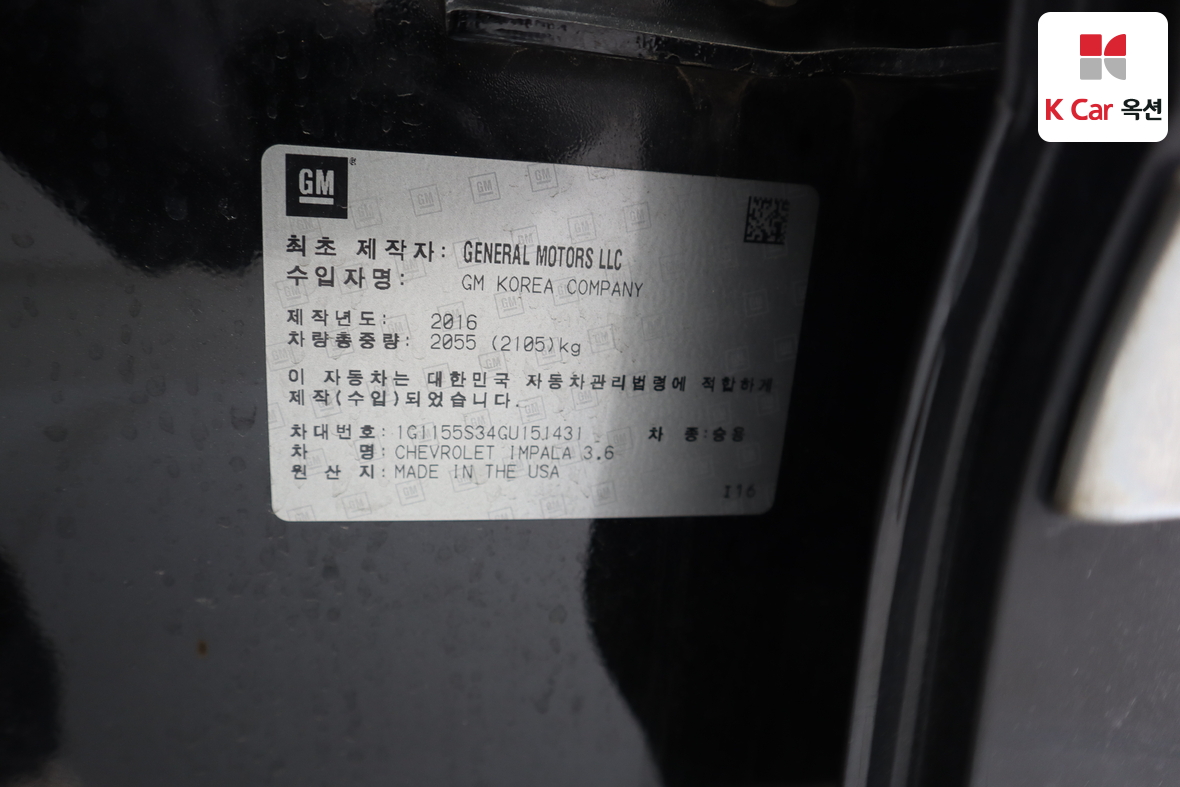 K Car 옥션
GM
최초 제작자: GENERAL MOTORS LLC
수입자명: GM KOREA COMPANY
제작년도: 2016
차량총중량: 2055 (2105)kg
이 자동차는 대한민국 자동차관리법령에 적합하게
제작(수입)되었습니다.
차대번호: 1G1155S34GU151431 차 종:승용
차 명: CHEVROLET IMPALA 3.6
원 산 지: MADE IN THE USA
I16